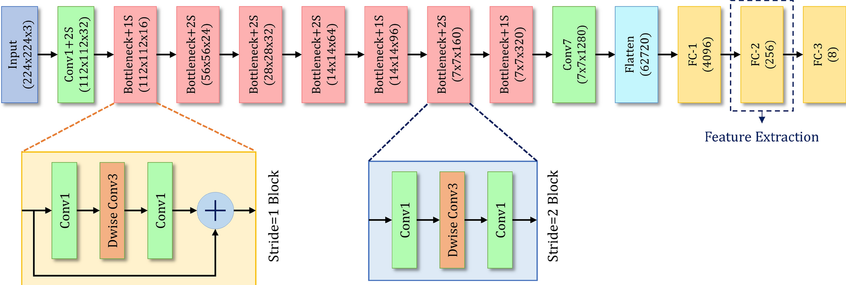 Input
(224x224x3)
Conv1+2S
(112x112x32)
Bottleneck+1S
(112x112x16)
Bottleneck+2S
(56x56x24)
Bottleneck+2S
(28x28x32)
Bottleneck+2S
(14x14x64)
Bottleneck+1S
(14x14x96)
Bottleneck+2S
(7x7x160)
Bottleneck+1S
(7x7x320)
Conv7
(7x7x1280)
Flatten
(62720)
FC-1
(4096)
FC-2
(256)
FC-3
(8)
Feature Extraction
Conv1
Dwise Conv3
Conv1
+
Stride=1 Block
Conv1
Dwise Conv3
Conv1
Stride=2 Block